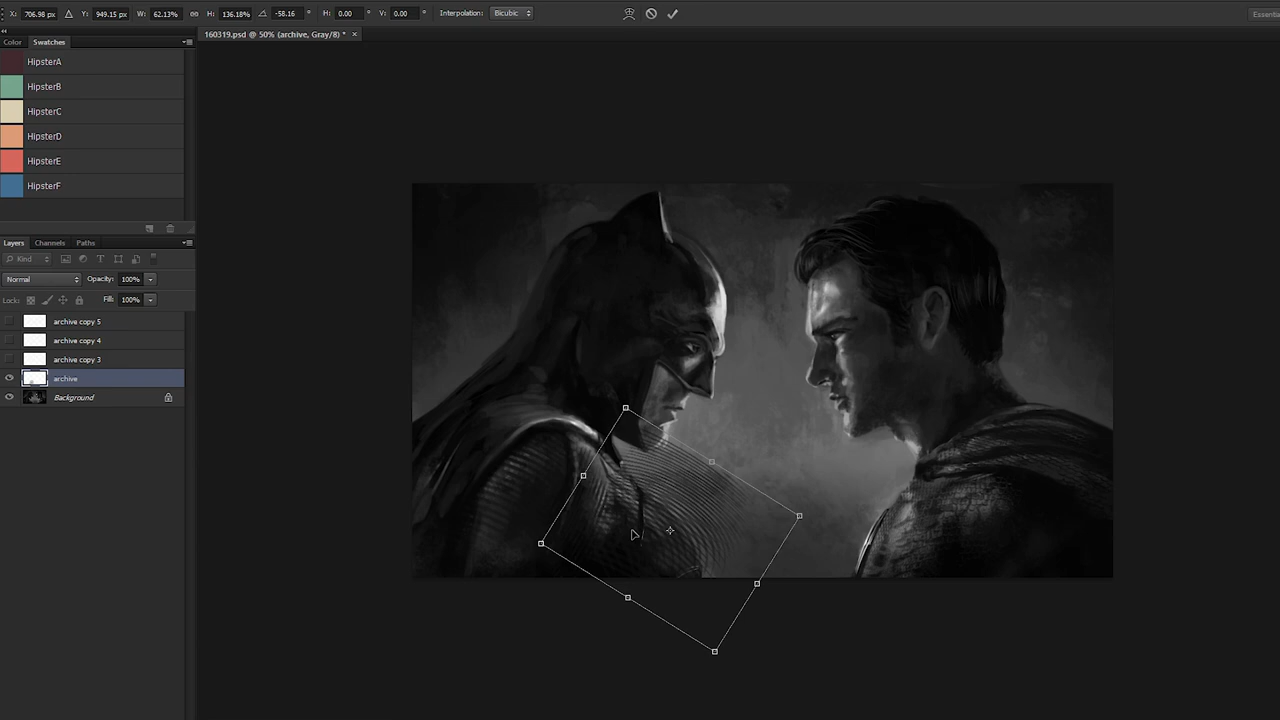 X: 706.98 px Y: 949.15 px W: 62.13% H: 136.18% -58.16 ° H: 0.00 ° V: 0.00 ° Interpolation: Bicubic Essentia
160319.psd @ 50% (archive, Gray/8) * ×
Color Swatches
HipsterA
HipsterB
HipsterC
HipsterD
HipsterE
HipsterF
Layers Channels Paths
Kind T
Normal Opacity: 100%
Lock: Fill: 100%
archive copy 5
archive copy 4
archive copy 3
archive
Background